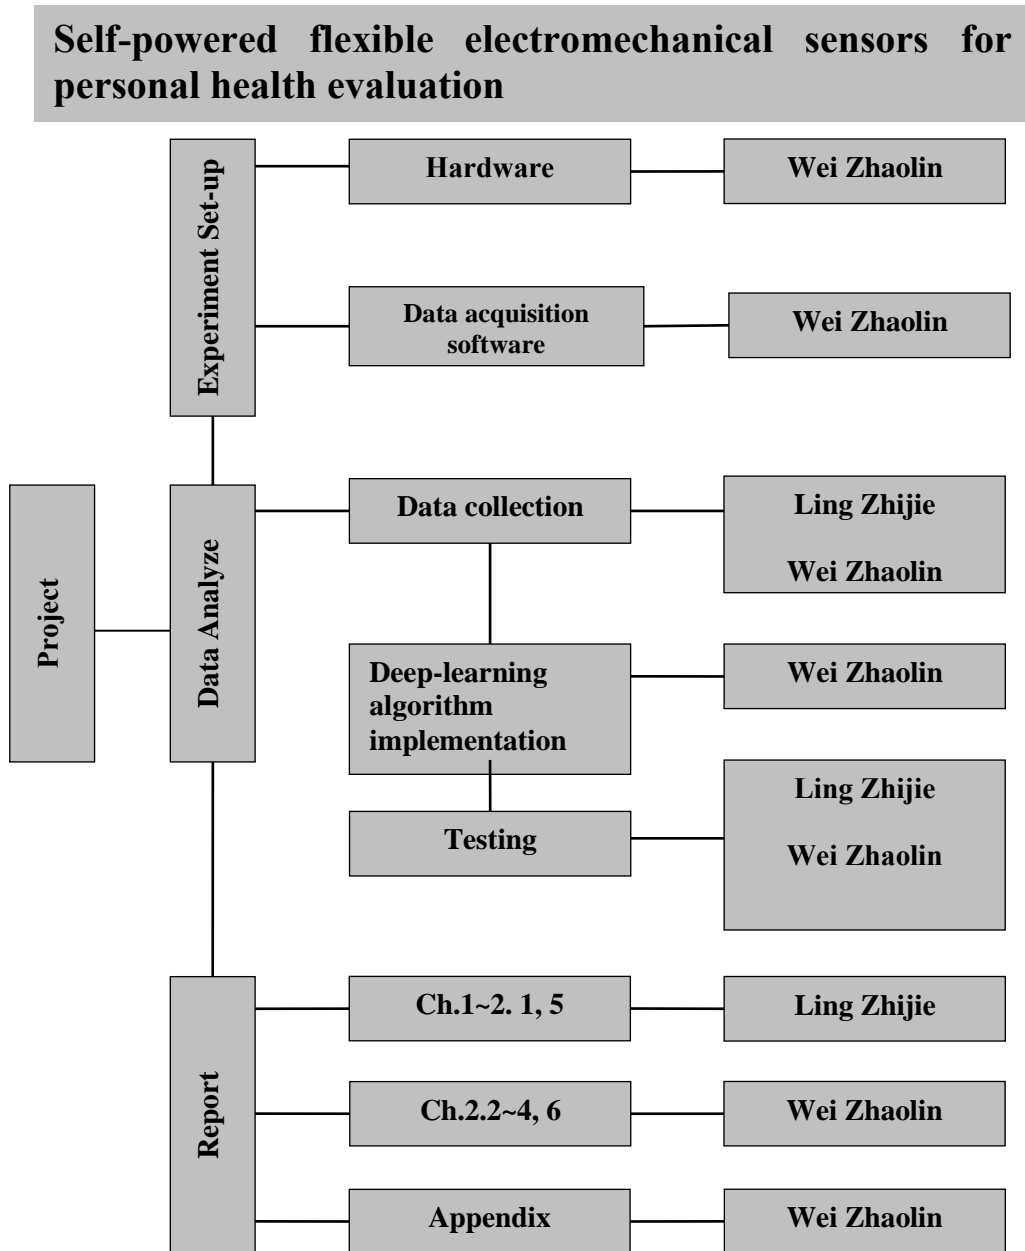 Self-powered flexible electromechanical sensors for
personal health evaluation
Project
Experiment Set-up
Hardware
Wei Zhaolin
Data acquisition
software
Wei Zhaolin
Data Analyze
Data collection
Ling Zhijie
Wei Zhaolin
Deep-learning
algorithm
implementation
Wei Zhaolin
Testing
Ling Zhijie
Wei Zhaolin
Report
Ch.1~2. 1, 5
Ling Zhijie
Ch.2.2~4, 6
Wei Zhaolin
Appendix
Wei Zhaolin